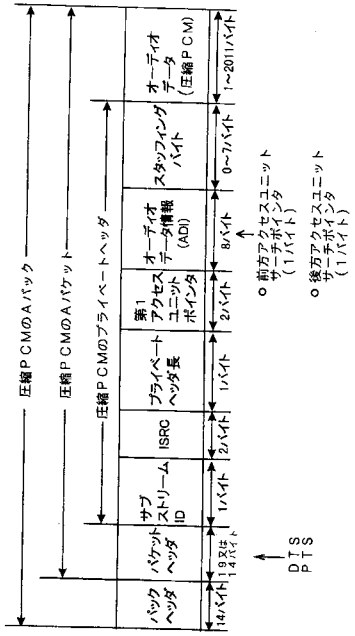 圧縮PCMのAパック
圧縮PCMのAパケット
圧縮PCMのプライベートヘッダ
パック
ヘッダ
パケット
ヘッダ
サブ
ストリーム
ID
ISRC
プライベート
ヘッダ長
第1
アクセス
ユニット
ポインタ
オーディオ
データ情報
(ADI)
スタッフィング
バイト
オーディオ
データ
(圧縮PCM)
14バイト
19又は
14バイト
1バイト
2バイト
1バイト
2バイト
8バイト
0~7バイト
1~2011バイト
DTS
PTS
○ 前方アクセスユニット
サーチポインタ
(1バイト)
○ 後方アクセスユニット
サーチポインタ
(1バイト)